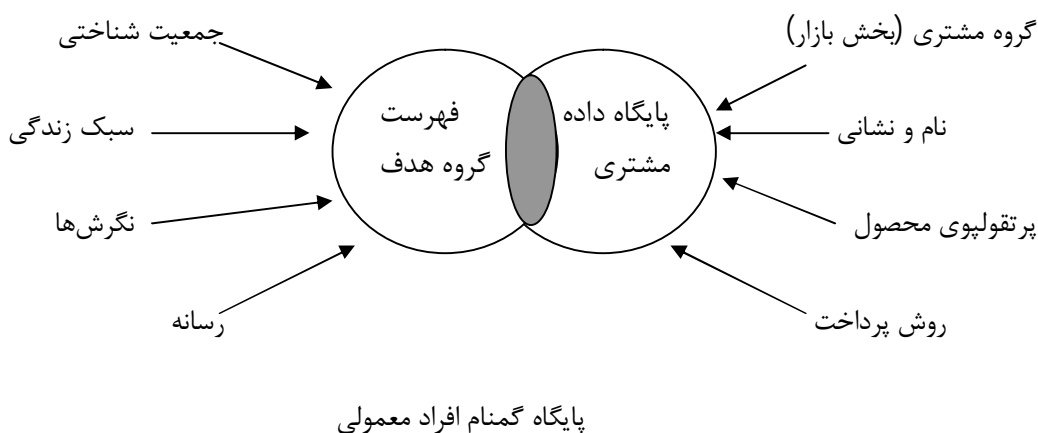 گروه مشتری (بخش بازار)
جمعیت شناختی
پایگاه داده
مشتری
فهرست
گروه هدف
نام و نشانی
سبک زندگی
پرتقولپوی محصول
نگرش‌ها
روش پرداخت
رسانه
پایگاه گمنام افراد معمولی